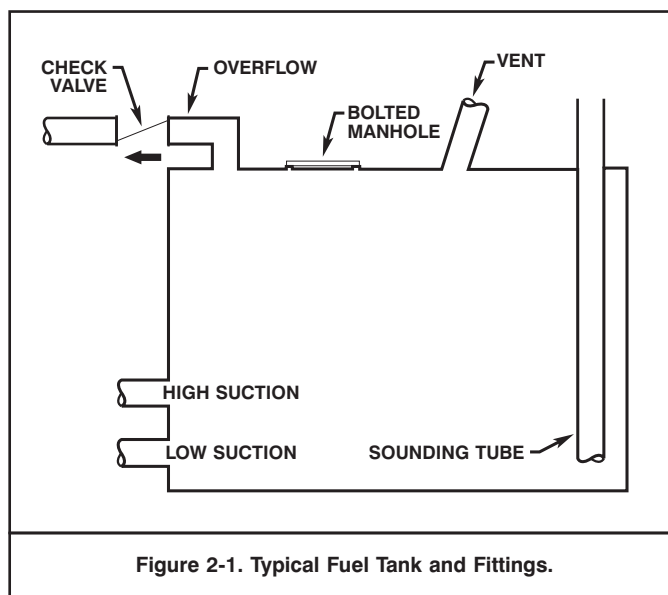 CHECK
VALVE
OVERFLOW
VENT
BOLTED
MANHOLE
HIGH SUCTION
LOW SUCTION
SOUNDING TUBE
Figure 2-1. Typical Fuel Tank and Fittings.